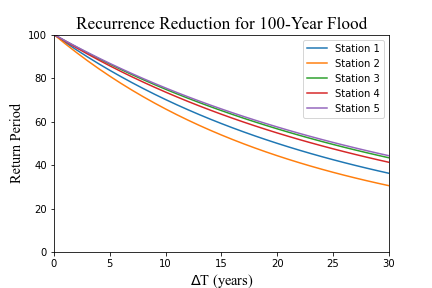 Recurrence Reduction for 100-Year Flood
100
80
60
40
20
0
Return Period
Station 1
Station 2
Station 3
Station 4
Station 5
0 5 10 15 20 25 30
ΔT (years)